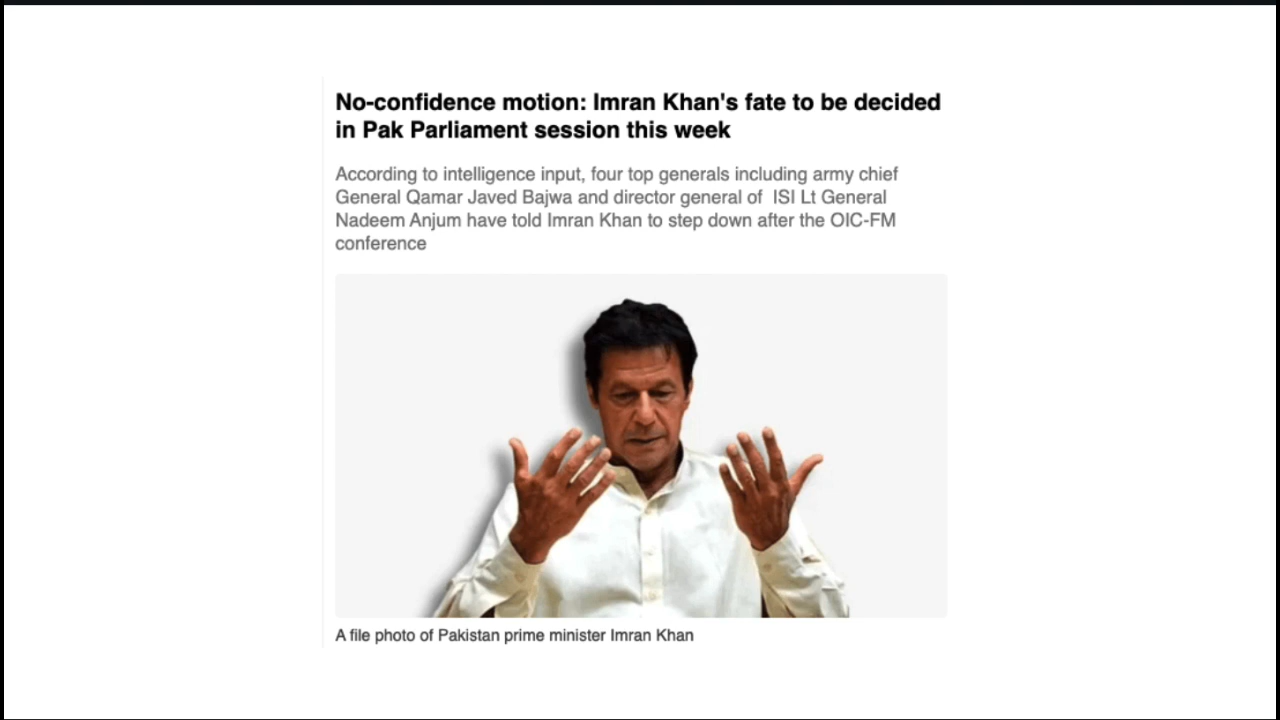 No-confidence motion: Imran Khan's fate to be decided
in Pak Parliament session this week
According to intelligence input, four top generals including army chief
General Qamar Javed Bajwa and director general of  ISI Lt General
Nadeem Anjum have told Imran Khan to step down after the OIC-FM
conference
A file photo of Pakistan prime minister Imran Khan